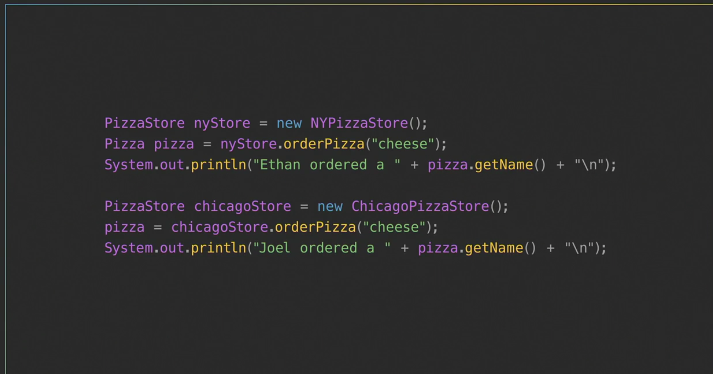 PizzaStore nyStore = new NYPizzaStore();
Pizza pizza = nyStore.orderPizza("cheese");
System.out.println("Ethan ordered a " + pizza.getName() + "\n");
PizzaStore chicagoStore = new ChicagoPizzaStore();
pizza = chicagoStore.orderPizza("cheese");
System.out.println("Joel ordered a " + pizza.getName() + "\n");